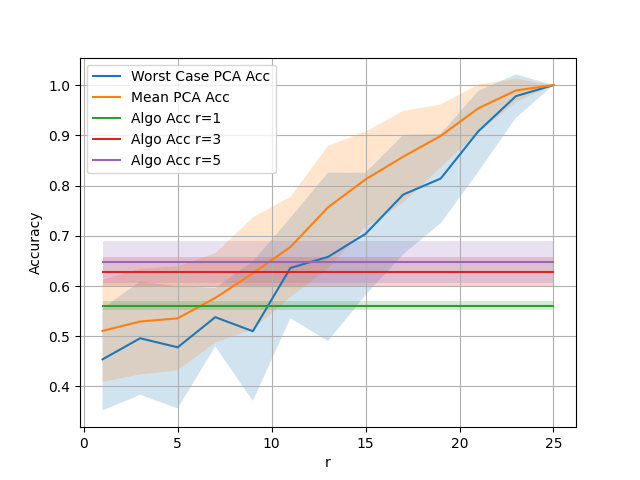 Worst Case PCA Acc
Mean PCA Acc
Algo Acc r=1
Algo Acc r=3
Algo Acc r=5
Accuracy
1.0
0.9
0.8
0.7
0.6
0.5
0.4
0 5 10 15 20 25
r